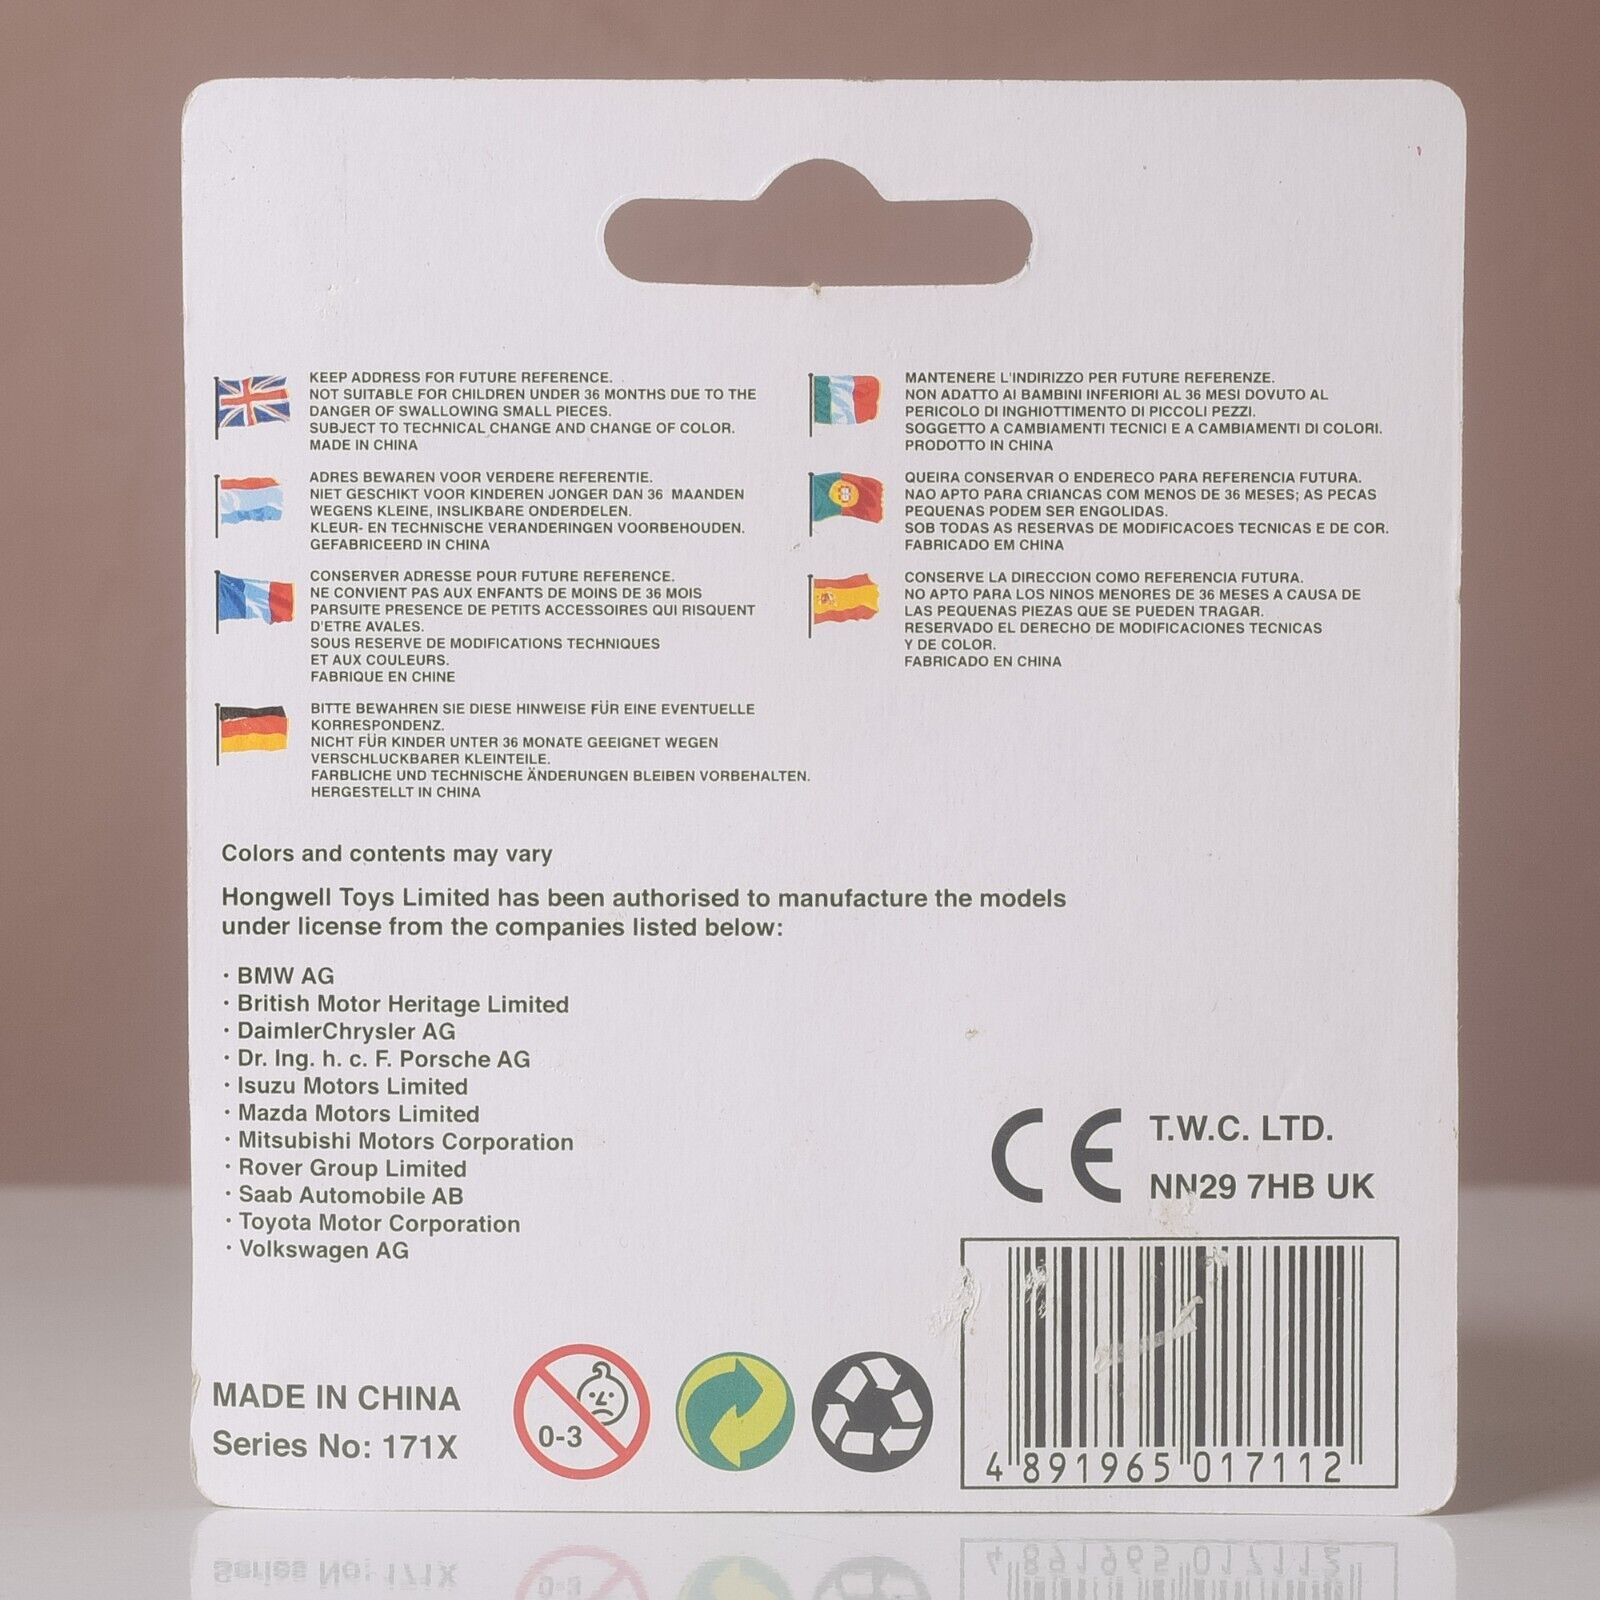 KEEP ADDRESS FOR FUTURE REFERENCE.
NOT SUITABLE FOR CHILDREN UNDER 36 MONTHS DUE TO THE
DANGER OF SWALLOWING SMALL PIECES.
SUBJECT TO TECHNICAL CHANGE AND CHANGE OF COLOR.
MADE IN CHINA
ADRES BEWAREN VOOR VERDERE REFERENTIE.
NIET GESCHIKT VOOR KINDEREN JONGER DAN 36 MAANDEN
WEGENS KLEINE, INSLIKBARE ONDERDELEN.
KLEUR- EN TECHNISCHE VERANDERINGEN VOORBEHOUDEN.
GEFABRICEERD IN CHINA
CONSERVER ADRESSE POUR FUTURE REFERENCE.
NE CONVIENT PAS AUX ENFANTS DE MOINS DE 36 MOIS
PARSUITE PRESENCE DE PETITS ACCESSOIRES QUI RISQUENT
D'ETRE AVALES.
SOUS RESERVE DE MODIFICATIONS TECHNIQUES
ET AUX COULEURS.
FABRIQUE EN CHINE
BITTE BEWAHREN SIE DIESE HINWEISE FÜR EINE EVENTUELLE
KORRESPONDENZ.
NICHT FÜR KINDER UNTER 36 MONATE GEEIGNET WEGEN
VERSCHLUCKBARER KLEINTEILE.
FARBLICHE UND TECHNISCHE ÄNDERUNGEN BLEIBEN VORBEHALTEN.
HERGESTELLT IN CHINA
MANTENERE L'INDIRIZZO PER FUTURE REFERENZE.
NON ADATTO AI BAMBINI INFERIORI AL 36 MESI DOVUTO AL
PERICOLO DI INGHIOTTIMENTO DI PICCOLI PEZZI.
SOGGETTO A CAMBIAMENTI TECNICI E A CAMBIAMENTI DI COLORI.
PRODOTTO IN CHINA
QUEIRA CONSERVAR O ENDERECO PARA REFERENCIA FUTURA.
NAO APTO PARA CRIANCAS COM MENOS DE 36 MESES; AS PECAS
PEQUENAS PODEM SER ENGOLIDAS.
SOB TODAS AS RESERVAS DE MODIFICACOES TECNICAS E DE COR.
FABRICADO EM CHINA
CONSERVE LA DIRECCION COMO REFERENCIA FUTURA.
NO APTO PARA LOS NINOS MENORES DE 36 MESES A CAUSA DE
LAS PEQUENAS PIEZAS QUE SE PUEDEN TRAGAR.
RESERVADO EL DERECHO DE MODIFICACIONES TECNICAS
Y DE COLOR.
FABRICADO EN CHINA
Colors and contents may vary
Hongwell Toys Limited has been authorised to manufacture the models
under license from the companies listed below:
· BMW AG
· British Motor Heritage Limited
· DaimlerChrysler AG
· Dr. Ing. h. c. F. Porsche AG
· Isuzu Motors Limited
· Mazda Motors Limited
· Mitsubishi Motors Corporation
· Rover Group Limited
· Saab Automobile AB
· Toyota Motor Corporation
· Volkswagen AG
CE
T.W.C. LTD.
NN29 7HB UK
MADE IN CHINA
Series No: 171X
0-3
4 891965 017112